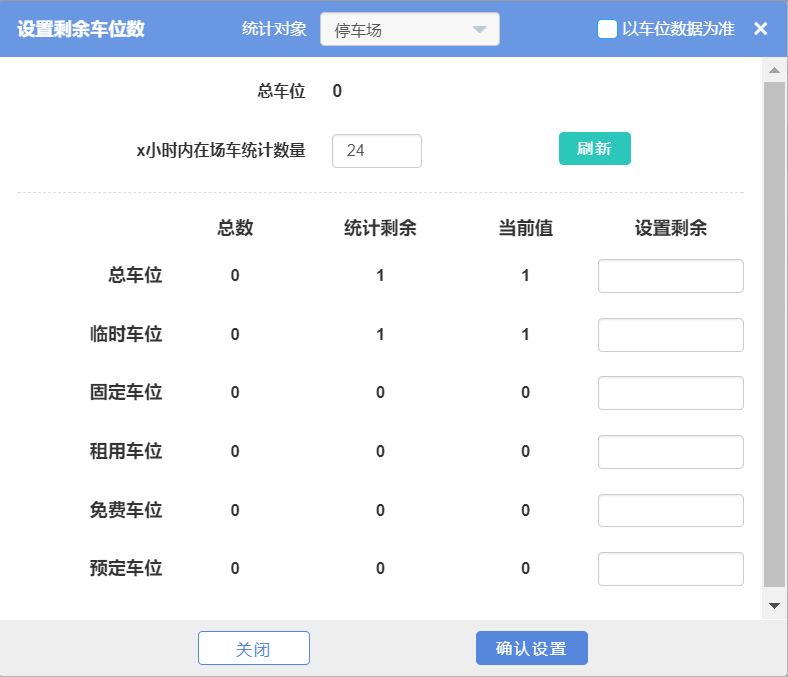 设置剩余车位数 统计对象 停车场 以车位数据为准 ×
总车位 0
x小时内在场车统计数量 24 刷新
总数 统计剩余 当前值 设置剩余
总车位 0 1 1
临时车位 0 1 1
固定车位 0 0 0
租用车位 0 0 0
免费车位 0 0 0
预定车位 0 0 0
关闭 确认设置